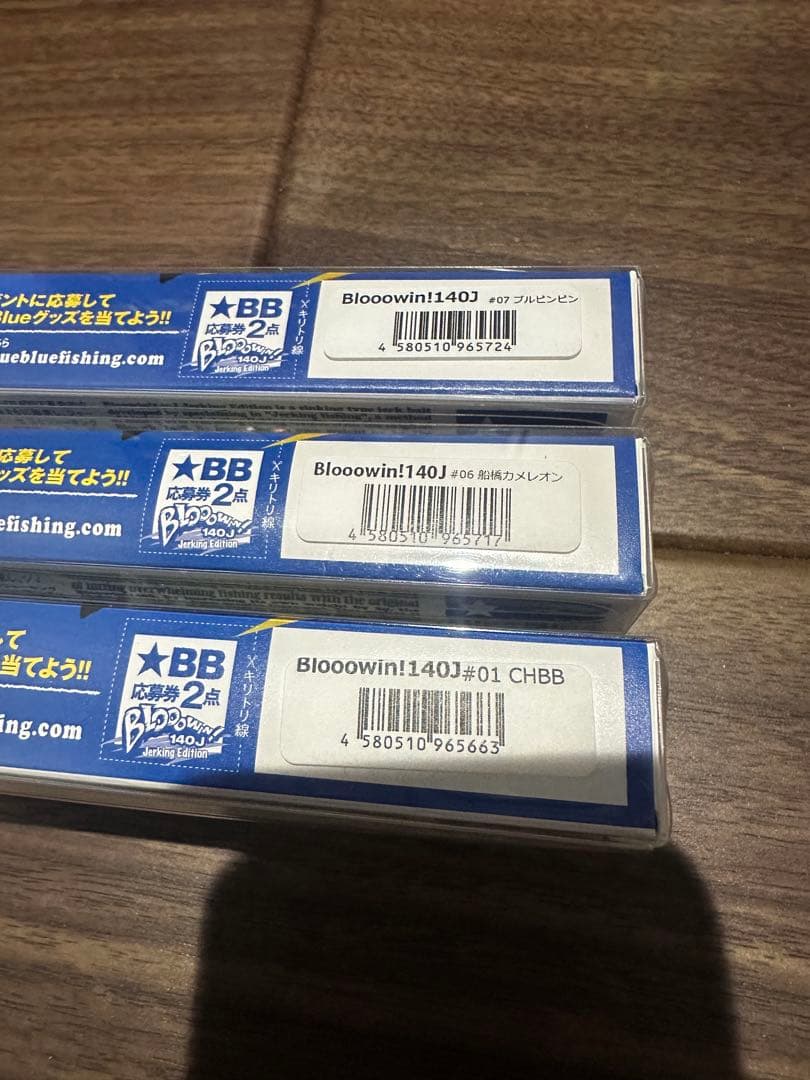 ントに応募して
Blueグッズを当てよう!!
uebluefishing.com
★BB
応募券2点
Blooowin!
140J
Jerking Edition
キリトリ線
Blooowin!140J #07 ブルピンピン
4 580510 965724
応募して
ッズを当てよう!!
efishing.com
★BB
応募券2点
Blooowin!
140J
Jerking Edition
キリトリ線
Blooowin!140J #06 船橋カメレオン
4 580510 965717
て
当てよう!!
ing.com
★BB
応募券2点
Blooowin!
140J
Jerking Edition
キリトリ線
Blooowin!140J #01 CHBB
4 580510 965663